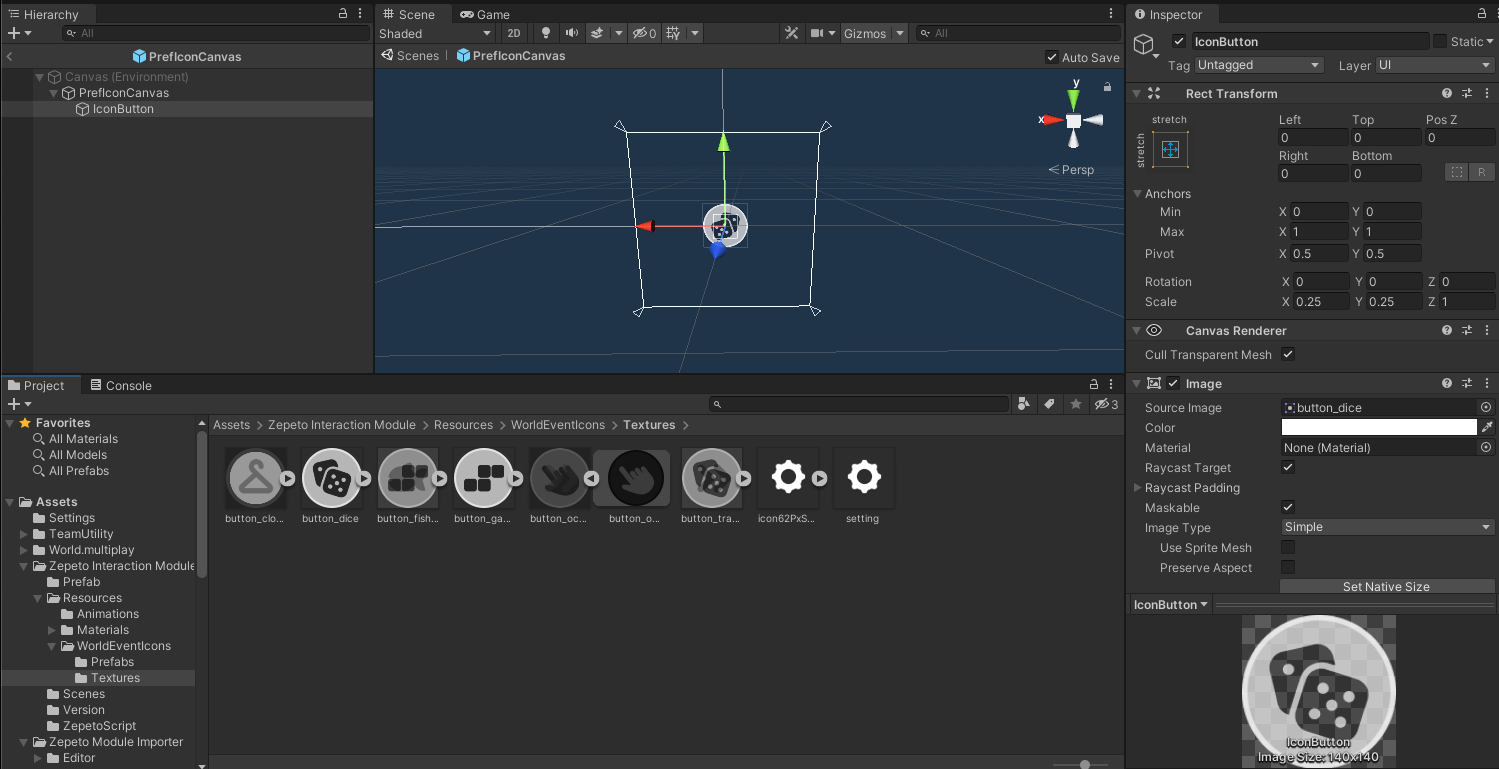 Hierarchy
All
PrefIconCanvas
Canvas (Environment)
PrefIconCanvas
IconButton
Scene Game
Shaded 2D 0 Gizmos All
Scenes PrefIconCanvas Auto Save
y
x
Persp
Inspector
IconButton Static
Tag Untagged Layer UI
Rect Transform
stretch Left Top Pos Z
stretch 0 0 0
Right Bottom
0 0 R
Anchors
Min X 0 Y 0
Max X 1 Y 1
Pivot X 0.5 Y 0.5
Rotation X 0 Y 0 Z 0
Scale X 0.25 Y 0.25 Z 1
Canvas Renderer
Cull Transparent Mesh
Image
Source Image button_dice
Color
Material None (Material)
Raycast Target
Raycast Padding
Maskable
Image Type Simple
Use Sprite Mesh
Preserve Aspect
Set Native Size
IconButton
IconButton
Image Size: 140x140
Project Console
3
Favorites
All Materials
All Models
All Prefabs
Assets
Settings
TeamUtility
World.multiplay
Zepeto Interaction Module
Prefab
Resources
Animations
Materials
WorldEventIcons
Prefabs
Textures
Scenes
Version
ZepetoScript
Zepeto Module Importer
Editor
Assets > Zepeto Interaction Module > Resources > WorldEventIcons > Textures >
button_clo... button_dice button_fish... button_ga... button_oc... button_o... button_tra... icon62PxS... setting